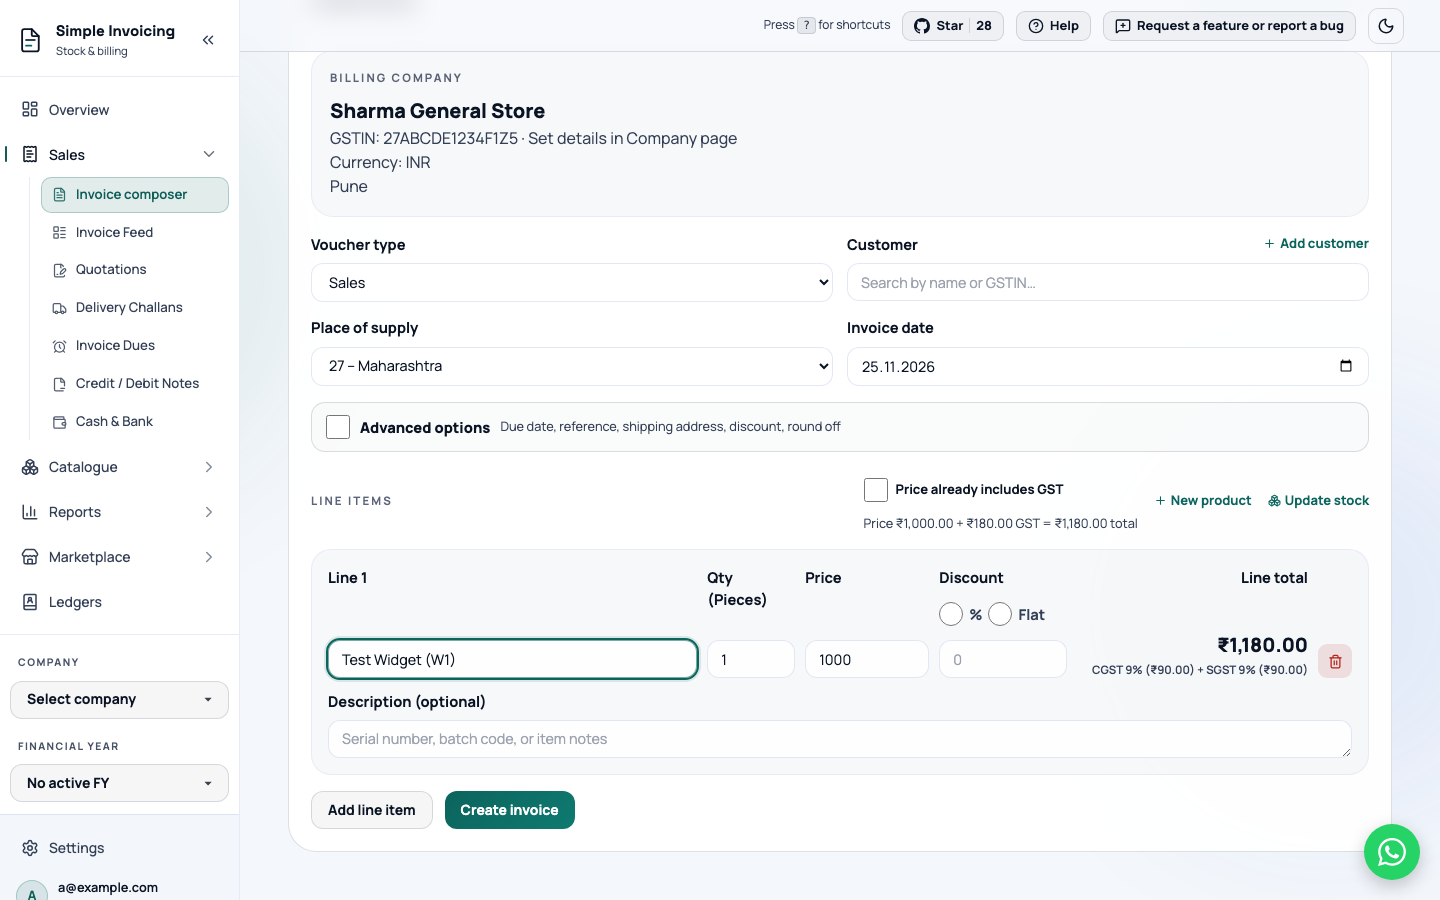 Simple Invoicing
Stock & billing
Overview
Sales
Invoice composer
Invoice Feed
Quotations
Delivery Challans
Invoice Dues
Credit / Debit Notes
Cash & Bank
Catalogue
Reports
Marketplace
Ledgers
COMPANY
Select company
FINANCIAL YEAR
No active FY
Settings
A
a@example.com
Press ? for shortcuts
Star 28
Help
Request a feature or report a bug
BILLING COMPANY
Sharma General Store
GSTIN: 27ABCDE1234F1Z5 · Set details in Company page
Currency: INR
Pune
Voucher type
Sales
Customer
+ Add customer
Search by name or GSTIN...
Place of supply
27 – Maharashtra
Invoice date
25.11.2026
Advanced options Due date, reference, shipping address, discount, round off
LINE ITEMS
Price already includes GST
Price ₹1,000.00 + ₹180.00 GST = ₹1,180.00 total
+ New product
Update stock
Line 1
Qty (Pieces)
Price
Discount
% Flat
Line total
Test Widget (W1)
1
1000
0
₹1,180.00
CGST 9% (₹90.00) + SGST 9% (₹90.00)
Description (optional)
Serial number, batch code, or item notes
Add line item
Create invoice